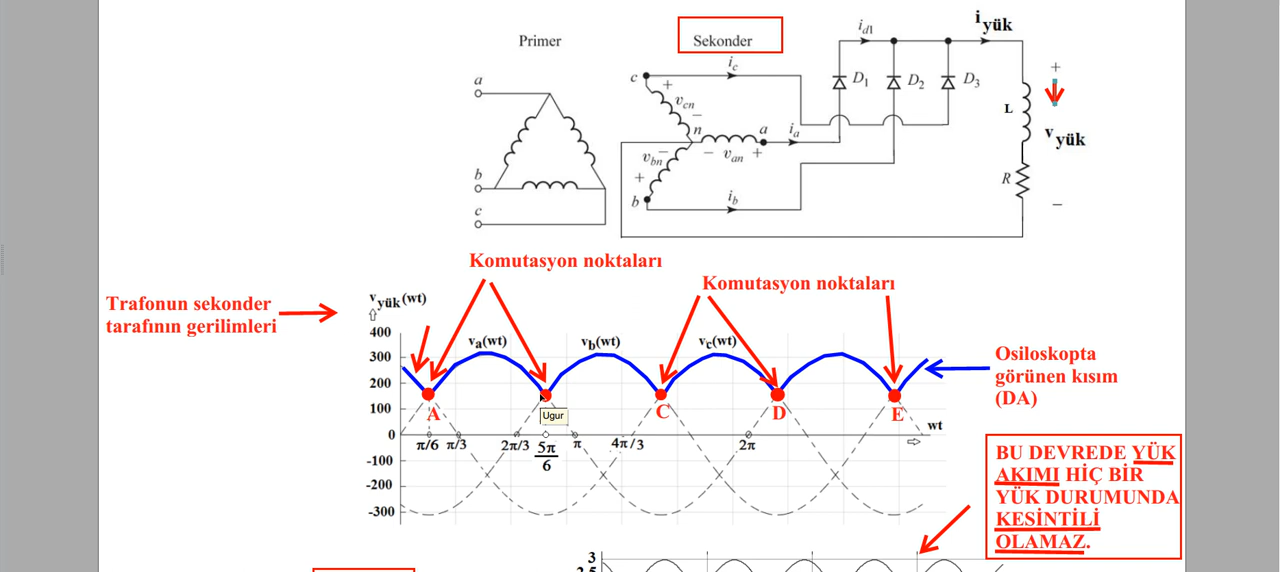 Primer
Sekonder
i_d1
i_yük
a
b
c
c
i_c
+
v_cn
−
n
a
i_a
− v_an +
v_bn
−
+
b
i_b
D1
D2
D3
+
L
v_yük
R
−
Komutasyon noktaları
Komutasyon noktaları
Trafonun sekonder
tarafının gerilimleri
v_yük(wt)
400
300
200
100
0
-100
-200
-300
va(wt)
vb(wt)
vc(wt)
A
C
D
E
Ugur
π/6
π/3
2π/3
5π
6
π
4π/3
2π
wt
Osiloskopta
görünen kısım
(DA)
BU DEVREDE YÜK
AKIMI HİÇ BİR
YÜK DURUMUNDA
KESİNTİLİ
OLAMAZ.
3